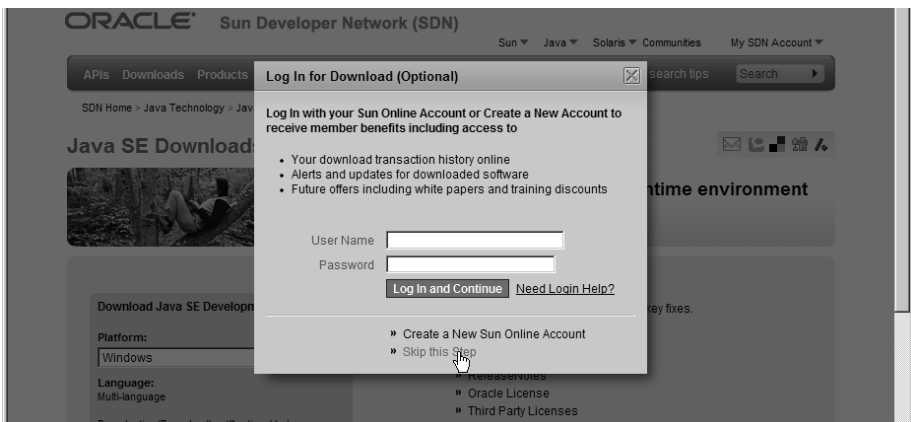 ORACLE® Sun Developer Network (SDN)
Sun Java Solaris Communities My SDN Account
APIs Downloads Products
search tips Search
SDN Home > Java Technology > Jav
Java SE Download
ntime environment
Log In for Download (Optional)
Log In with your Sun Online Account or Create a New Account to
receive member benefits including access to
• Your download transaction history online
• Alerts and updates for downloaded software
• Future offers including white papers and training discounts
User Name
Password
Log In and Continue Need Login Help?
» Create a New Sun Online Account
» Skip this Step
Download Java SE Developm
key fixes.
Platform:
Windows
Language:
Multi-language
» ReleaseNotes
» Oracle License
» Third Party Licenses